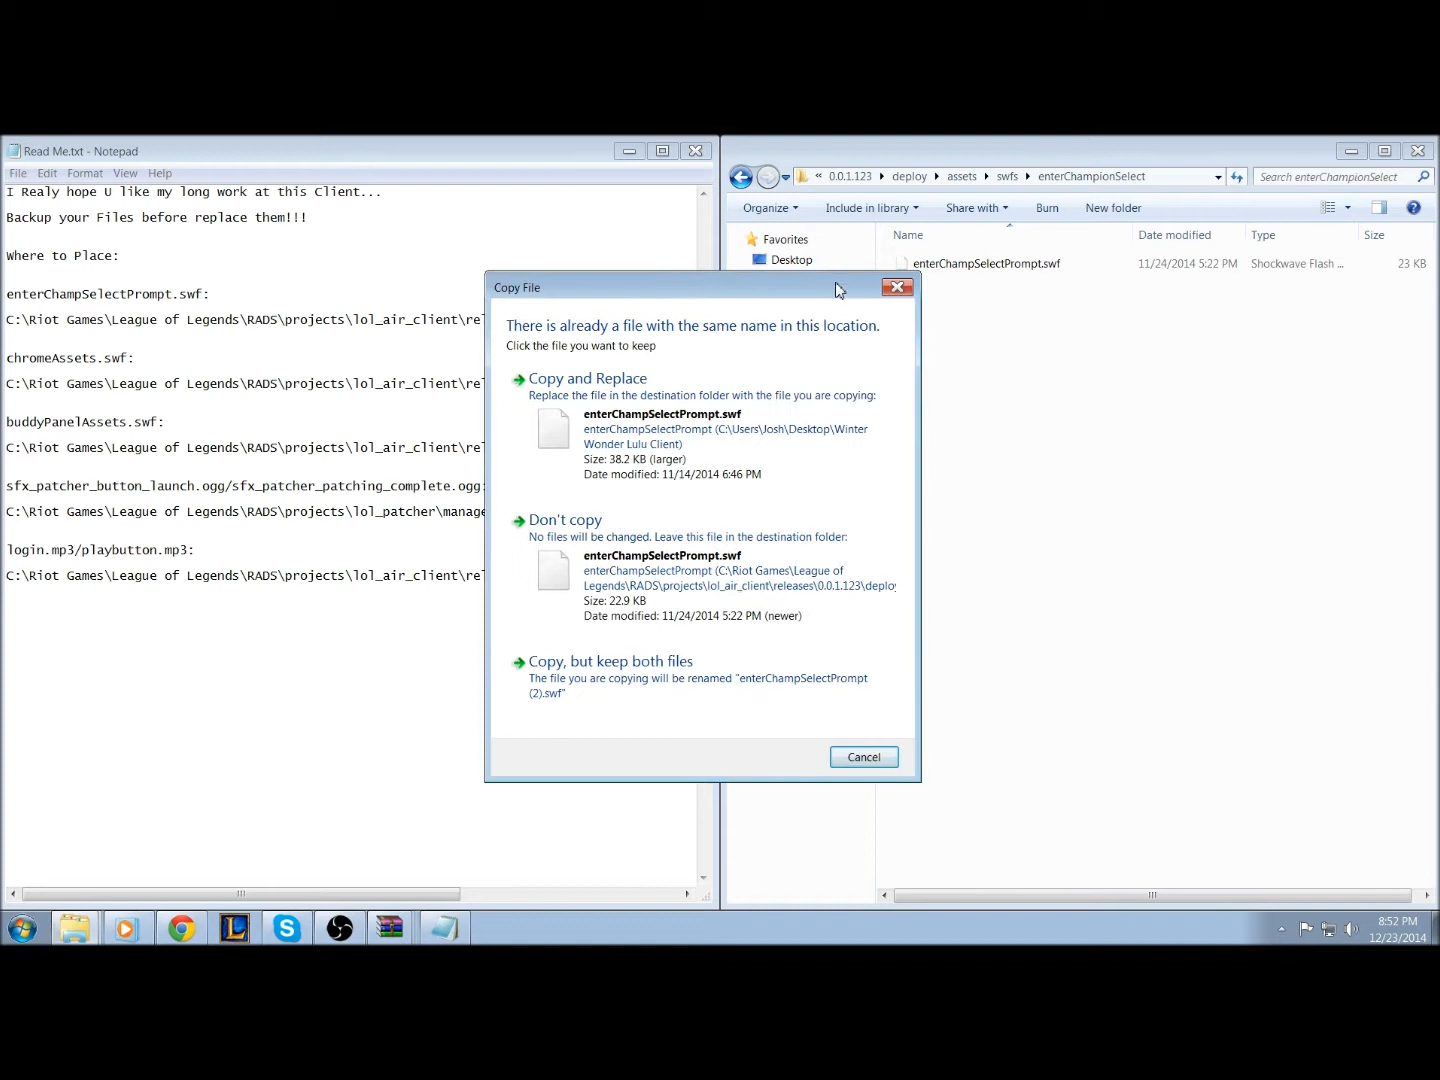 Read Me.txt - Notepad
File Edit Format View Help
I Realy hope U like my long work at this Client...
Backup your Files before replace them!!!
Where to Place:
enterChampSelectPrompt.swf:
C:\Riot Games\League of Legends\RADS\projects\lol_air_client\rel
chromeAssets.swf:
C:\Riot Games\League of Legends\RADS\projects\lol_air_client\rel
buddyPanelAssets.swf:
C:\Riot Games\League of Legends\RADS\projects\lol_air_client\rel
sfx_patcher_button_launch.ogg/sfx_patcher_patching_complete.ogg:
C:\Riot Games\League of Legends\RADS\projects\lol_patcher\manage
login.mp3/playbutton.mp3:
C:\Riot Games\League of Legends\RADS\projects\lol_air_client\rel
« 0.0.1.123 deploy assets swfs enterChampionSelect
Search enterChampionSelect
Organize Include in library Share with Burn New folder
Name Date modified Type Size
Favorites
Desktop
enterChampSelectPrompt.swf 11/24/2014 5:22 PM Shockwave Flash ... 23 KB
Copy File
There is already a file with the same name in this location.
Click the file you want to keep
Copy and Replace
Replace the file in the destination folder with the file you are copying:
enterChampSelectPrompt.swf
enterChampSelectPrompt (C:\Users\Josh\Desktop\Winter
Wonder Lulu Client)
Size: 38.2 KB (larger)
Date modified: 11/14/2014 6:46 PM
Don't copy
No files will be changed. Leave this file in the destination folder:
enterChampSelectPrompt.swf
enterChampSelectPrompt (C:\Riot Games\League of
Legends\RADS\projects\lol_air_client\releases\0.0.1.123\deploy
Size: 22.9 KB
Date modified: 11/24/2014 5:22 PM (newer)
Copy, but keep both files
The file you are copying will be renamed "enterChampSelectPrompt
(2).swf"
Cancel
8:52 PM
12/23/2014